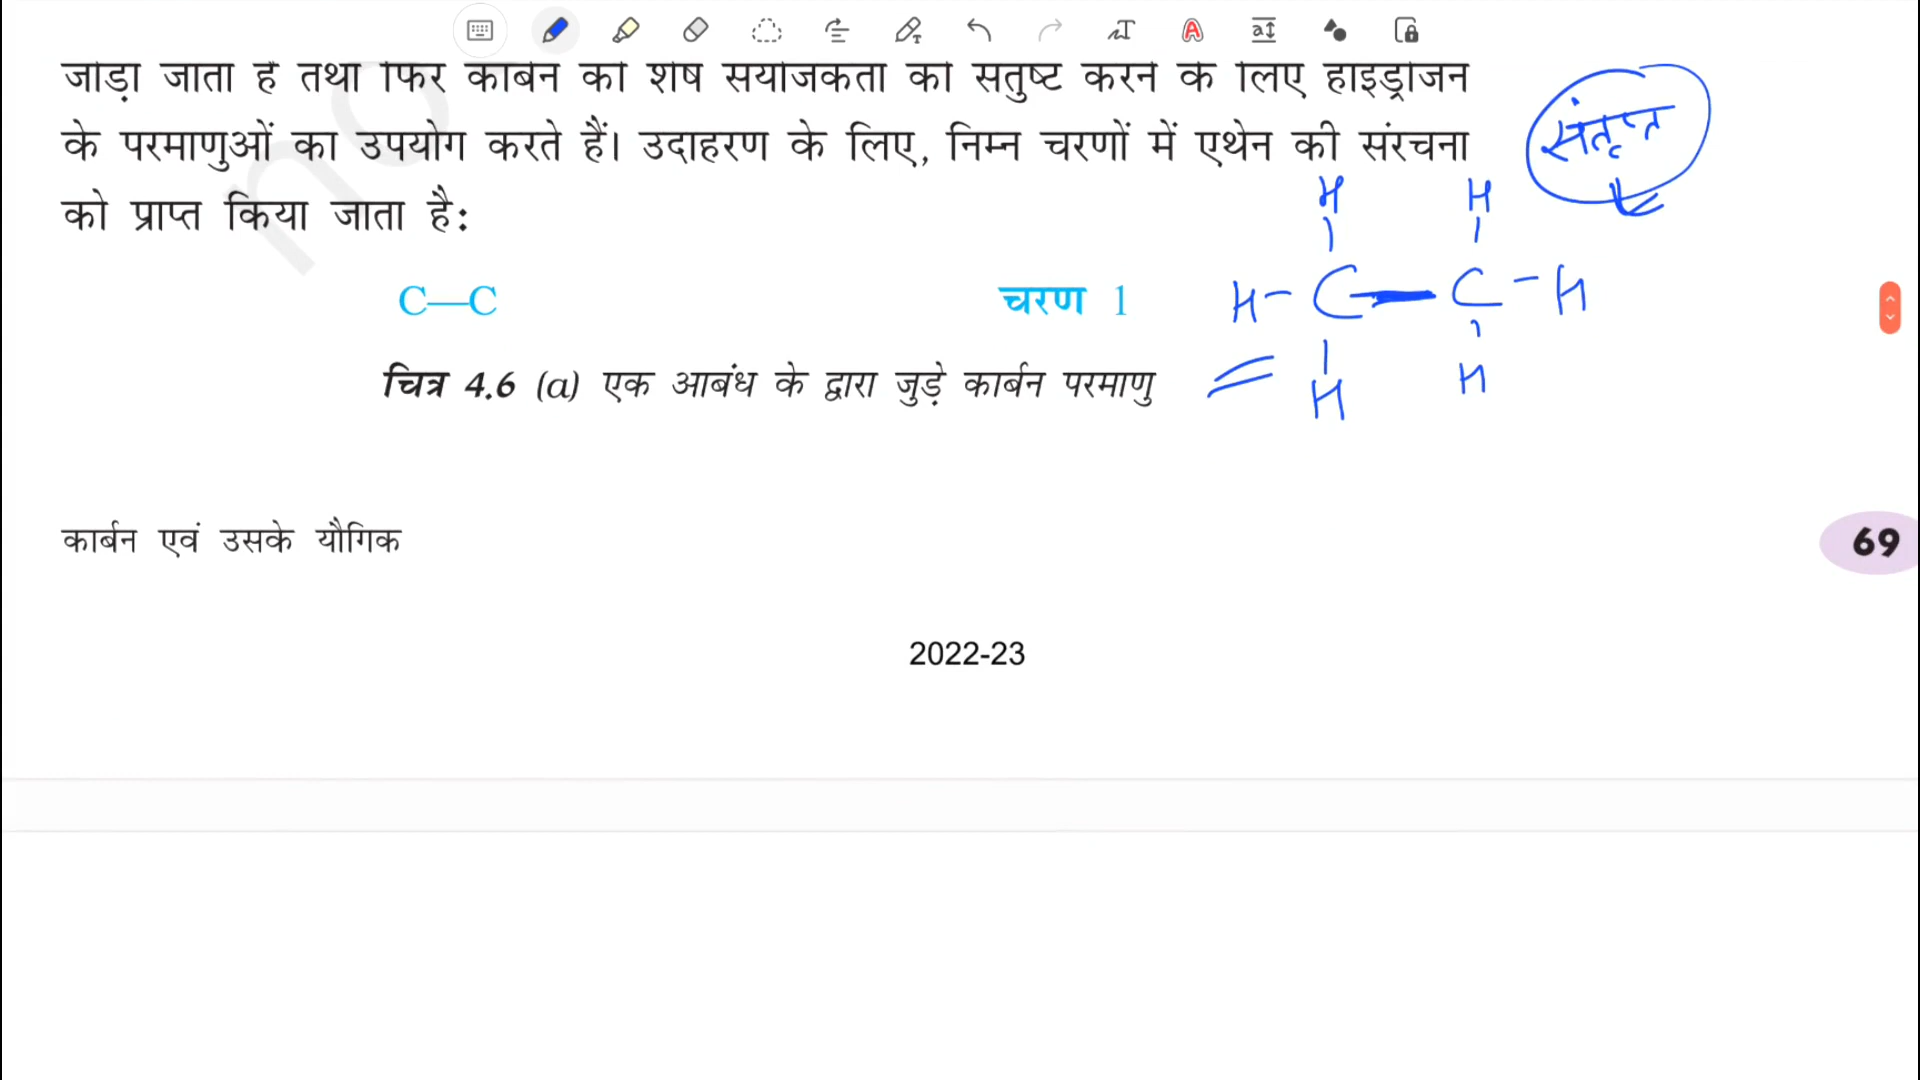 जोड़ा जाता है तथा फिर कार्बन की शेष संयोजकता को संतुष्ट करने के लिए हाइड्रोजन
के परमाणुओं का उपयोग करते हैं। उदाहरण के लिए, निम्न चरणों में एथेन की संरचना
को प्राप्त किया जाता है:
संतृप्त
H H
C—C चरण 1 H-C-C-H
चित्र 4.6 (a) एक आबंध के द्वारा जुड़े कार्बन परमाणु
H H
कार्बन एवं उसके यौगिक
69
2022-23
no